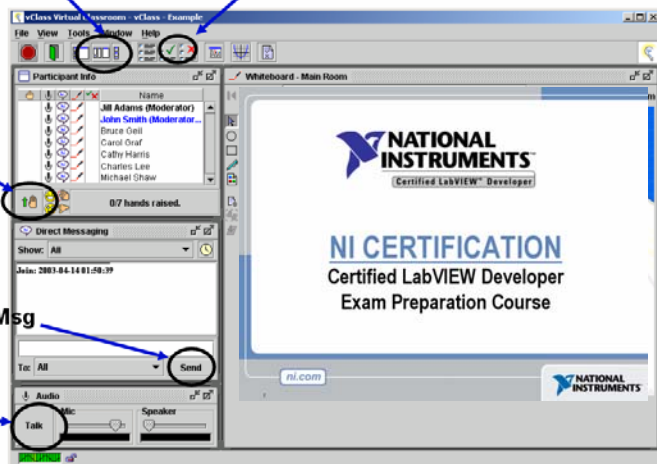 vClass Virtual classroom - vClass - Example
File View Tools Window Help
Participant Info
Name
Jill Adams (Moderator)
John Smith (Moderator...
Bruce Geil
Carol Graf
Cathy Harris
Charles Lee
Michael Shaw
0/7 hands raised.
Direct Messaging
Show: All
Join: 2003-04-14 01:50:39
Msg
To: All
Send
Audio
Talk
Mic
Speaker
Whiteboard - Main Room
NATIONAL
INSTRUMENTS™
Certified LabVIEW™ Developer
NI CERTIFICATION
Certified LabVIEW Developer
Exam Preparation Course
ni.com
NATIONAL
INSTRUMENTS